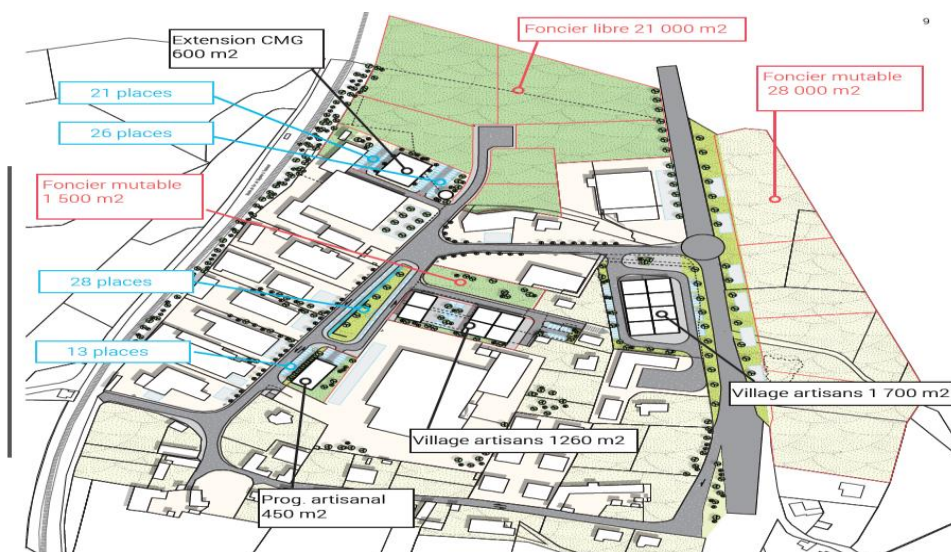 9
Extension CMG
600 m2
Foncier libre 21 000 m2
Foncier mutable
28 000 m2
21 places
26 places
Foncier mutable
1 500 m2
28 places
13 places
Village artisans 1 700 m2
Village artisans 1260 m2
Prog. artisanal
450 m2